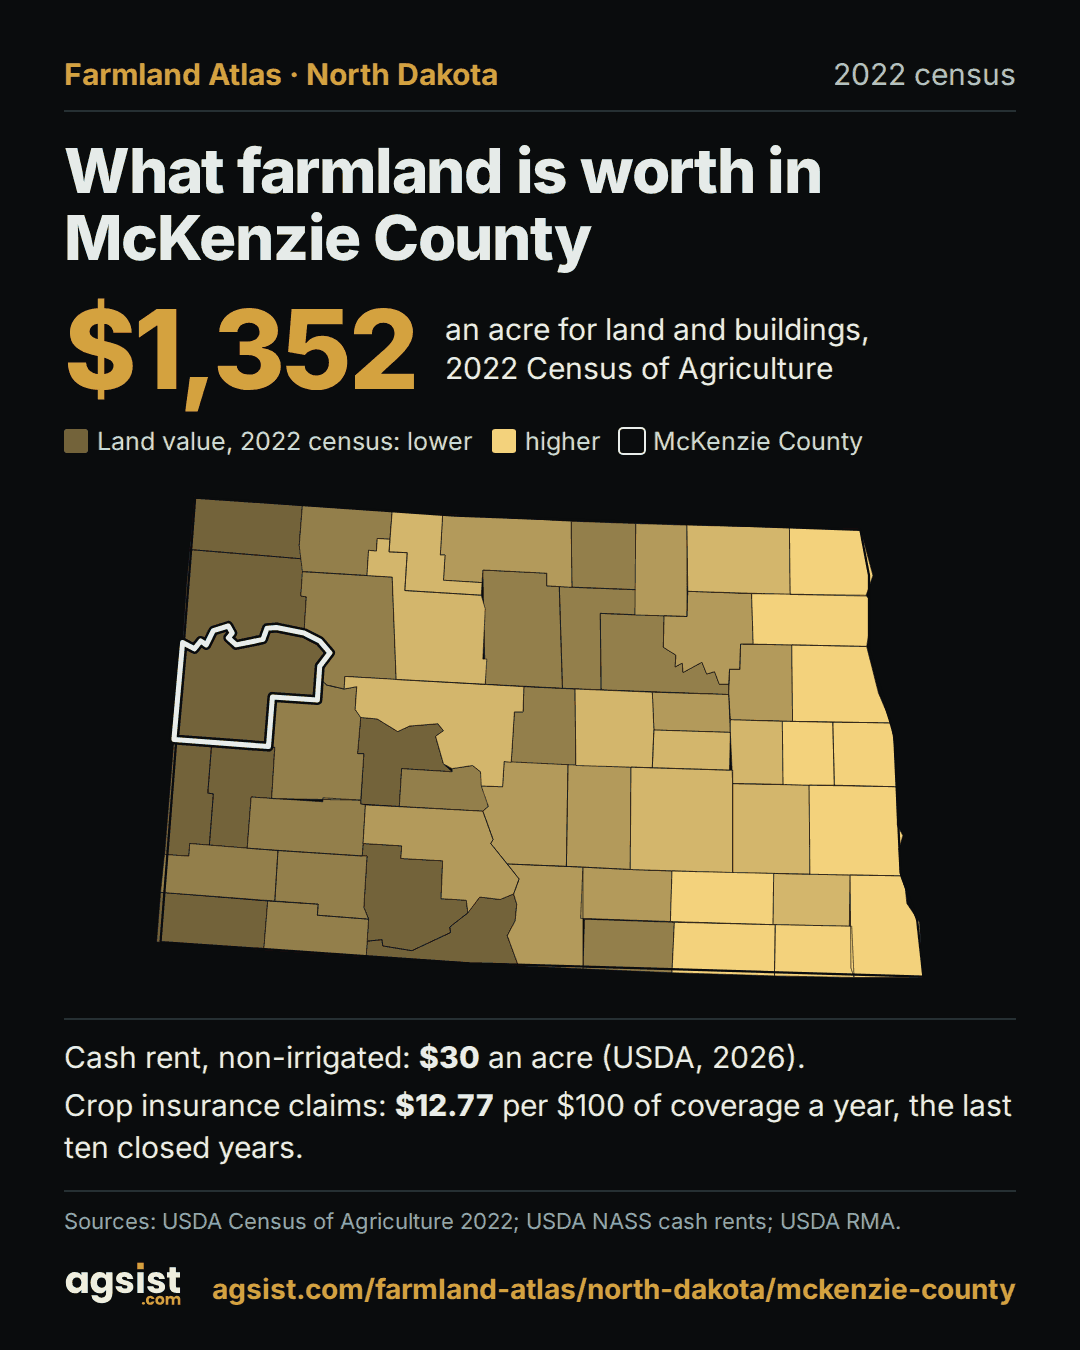 Farmland Atlas · North Dakota
2022 census
What farmland is worth in
McKenzie County
$1,352
an acre for land and buildings,
2022 Census of Agriculture
Land value, 2022 census: lower
higher
McKenzie County
Cash rent, non-irrigated: $30 an acre (USDA, 2026).
Crop insurance claims: $12.77 per $100 of coverage a year, the last
ten closed years.
Sources: USDA Census of Agriculture 2022; USDA NASS cash rents; USDA RMA.
agsist
.com
agsist.com/farmland-atlas/north-dakota/mckenzie-county